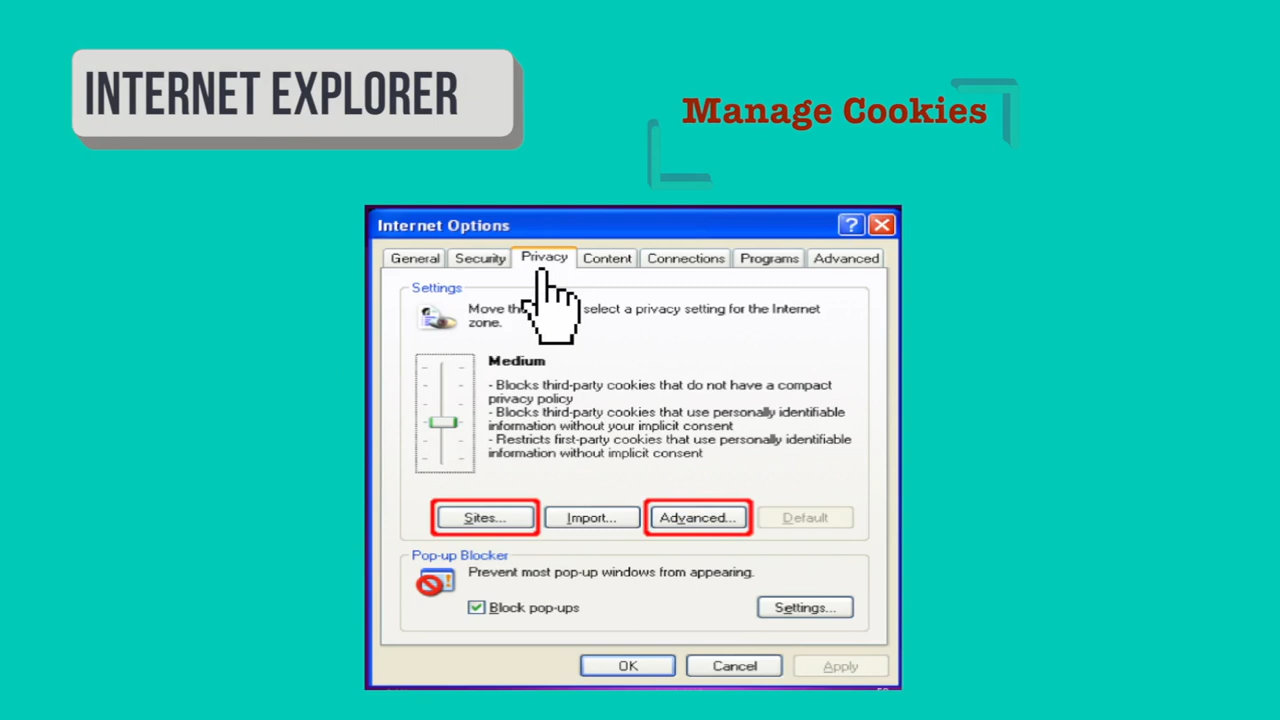 INTERNET EXPLORER
Manage Cookies
Internet Options
General Security Privacy Content Connections Programs Advanced
Settings
Move th select a privacy setting for the Internet
zone.
Medium
- Blocks third-party cookies that do not have a compact
privacy policy
- Blocks third-party cookies that use personally identifiable
information without your implicit consent
- Restricts first-party cookies that use personally identifiable
information without implicit consent
Sites... Import... Advanced... Default
Pop-up Blocker
Prevent most pop-up windows from appearing.
Block pop-ups Settings...
OK Cancel Apply